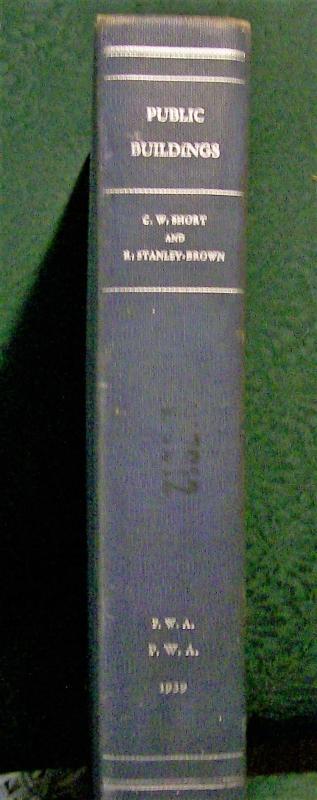 PUBLIC
BUILDINGS
C. W. SHORT
AND
R. STANLEY-BROWN
F. W. A.
P. W. A.
1939